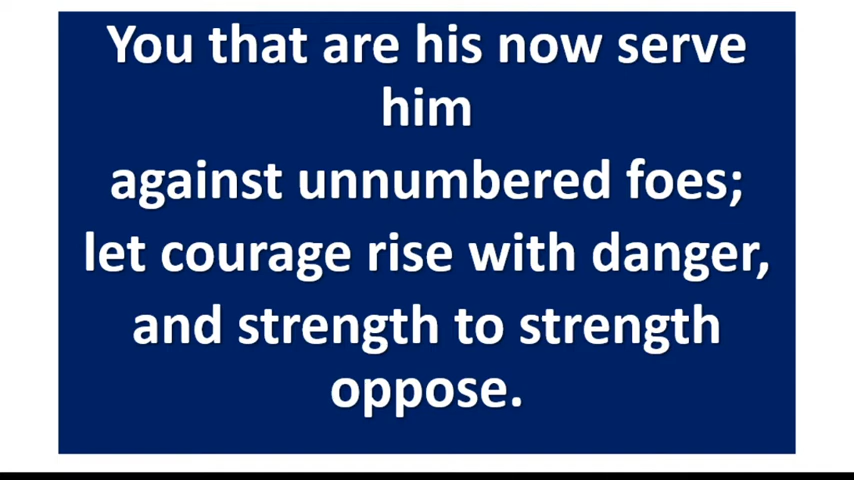 You that are his now serve
him
against unnumbered foes;
let courage rise with danger,
and strength to strength
oppose.